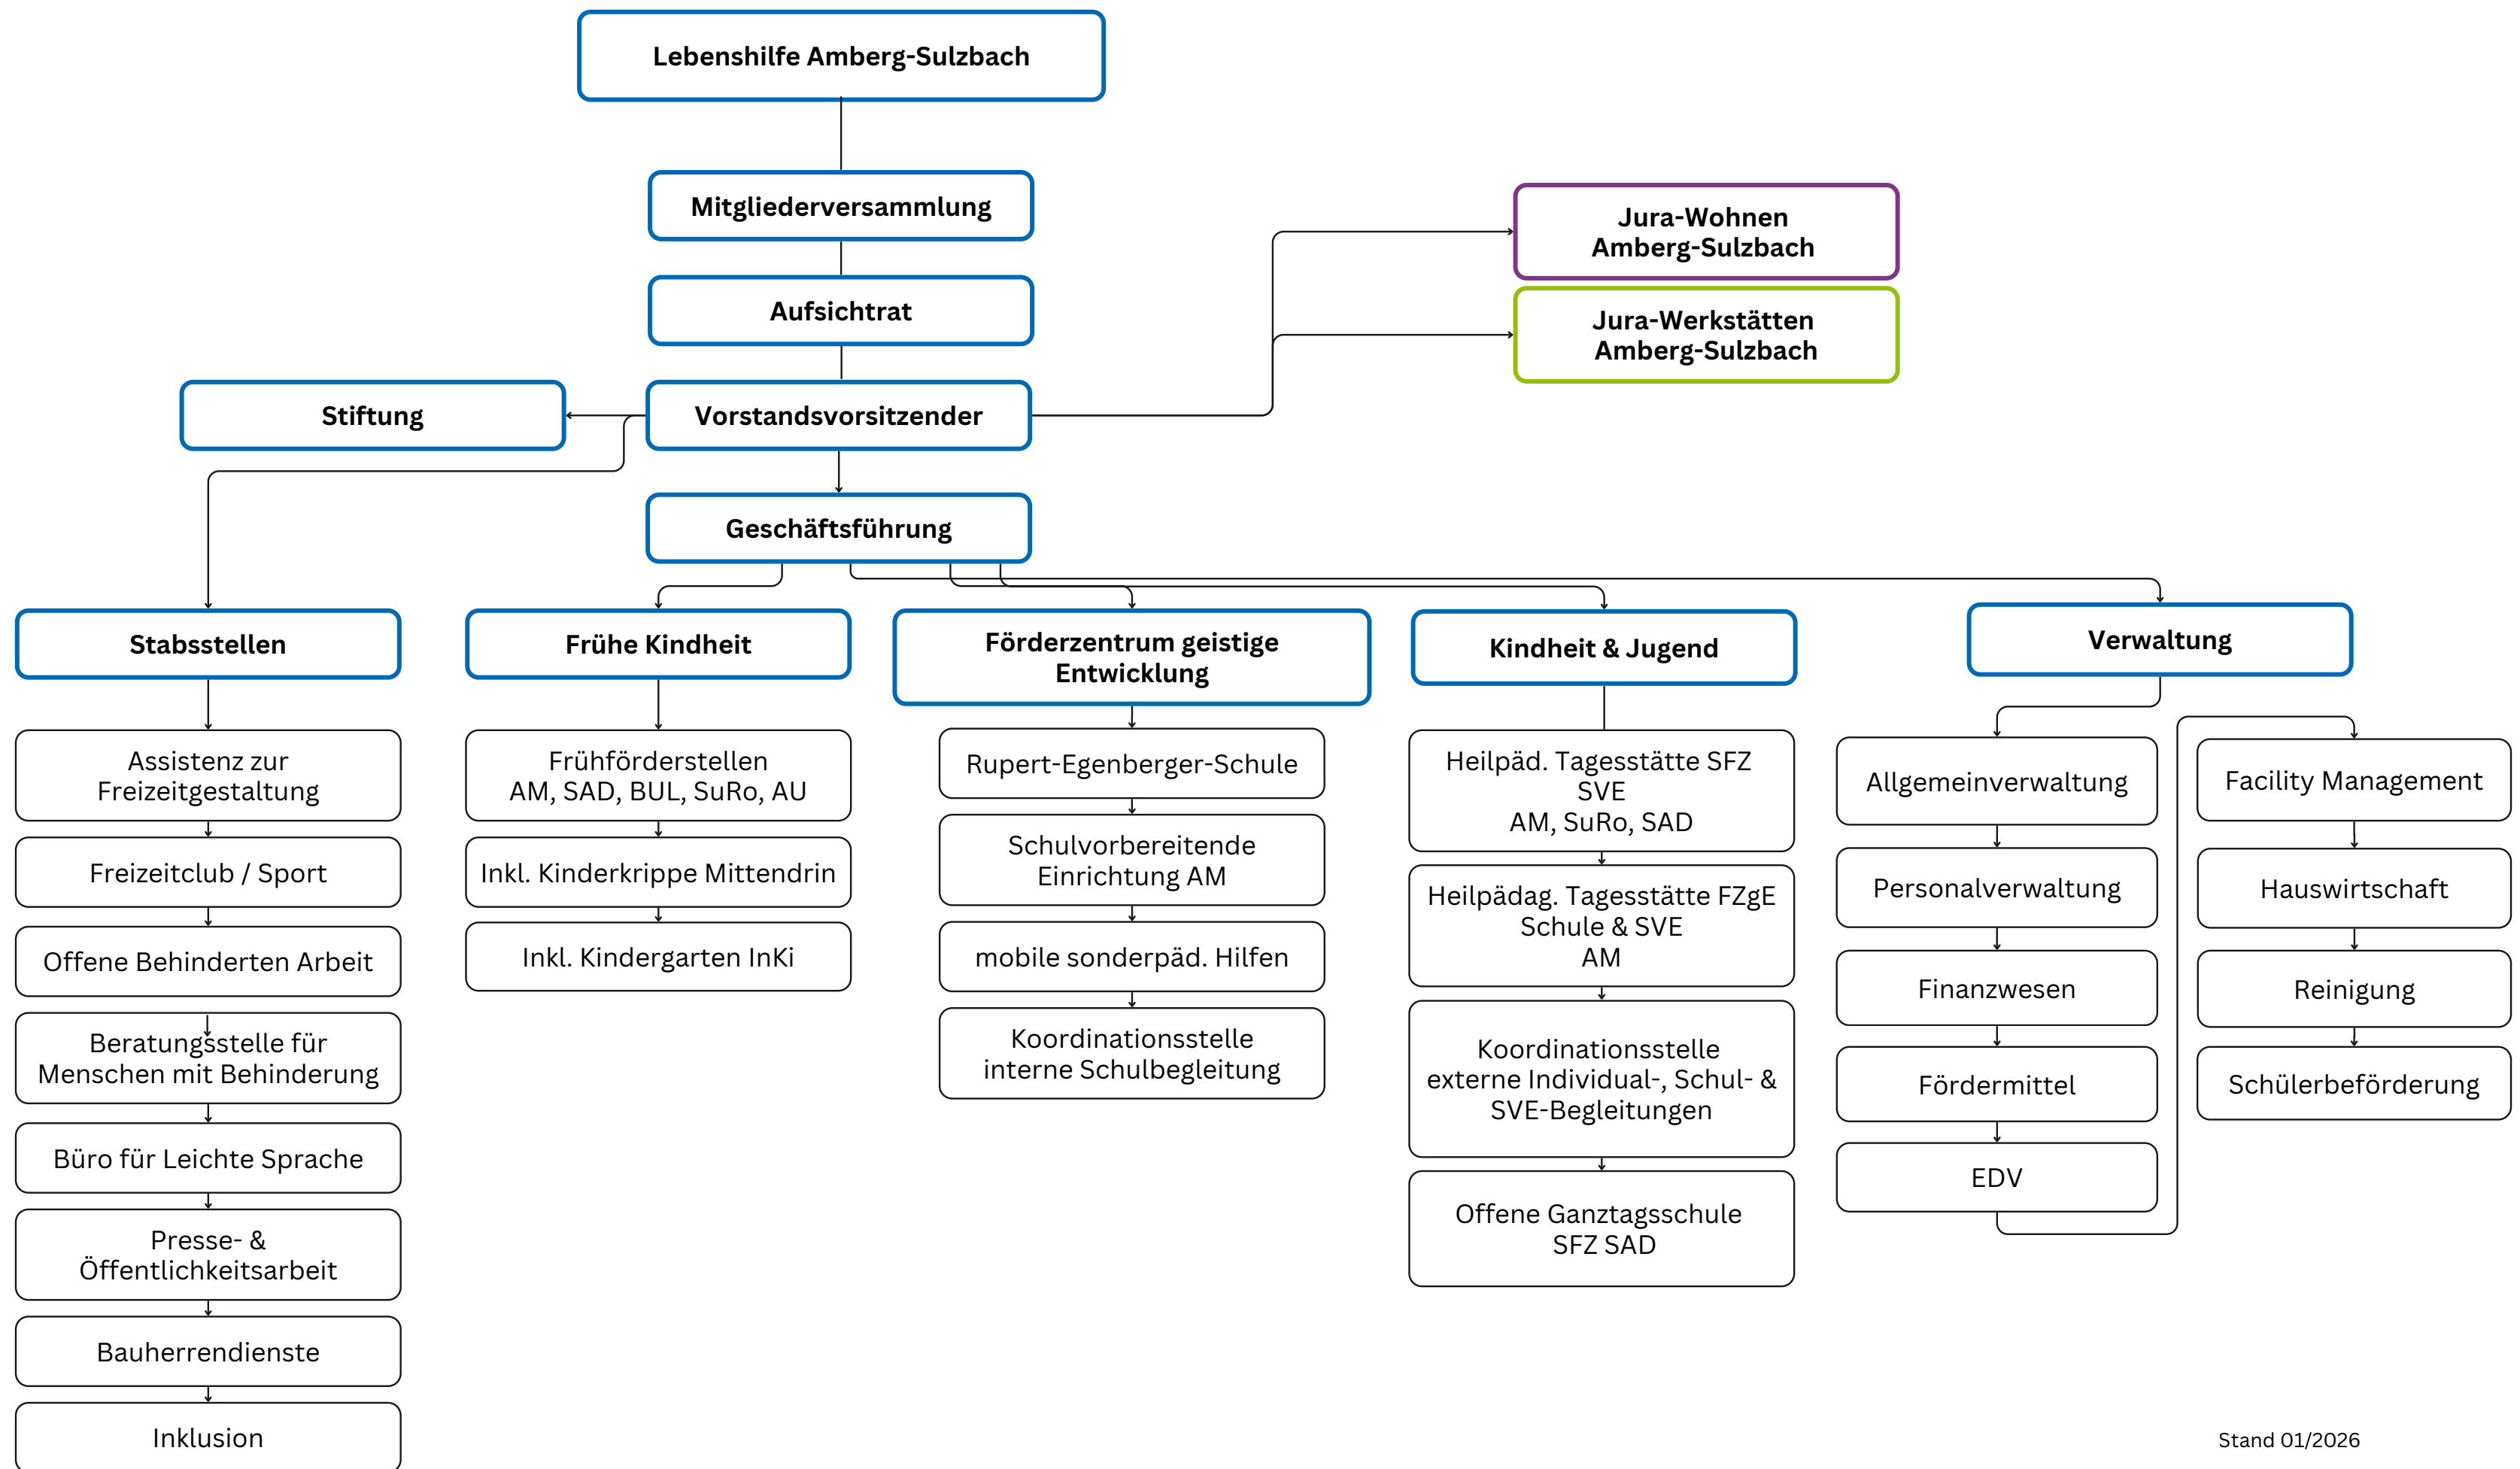 Lebenshilfe Amberg-Sulzbach
Mitgliederversammlung
Aufsichtrat
Jura-Wohnen
Amberg-Sulzbach
Jura-Werkstätten
Amberg-Sulzbach
Stiftung
Vorstandsvorsitzender
Geschäftsführung
Stabsstellen
Assistenz zur
Freizeitgestaltung
Freizeitclub / Sport
Offene Behinderten Arbeit
Beratungsstelle für
Menschen mit Behinderung
Büro für Leichte Sprache
Presse- &
Öffentlichkeitsarbeit
Bauherrendienste
Inklusion
Frühe Kindheit
Frühförderstellen
AM, SAD, BUL, SuRo, AU
Inkl. Kinderkrippe Mittendrin
Inkl. Kindergarten InKi
Förderzentrum geistige
Entwicklung
Rupert-Egenberger-Schule
Schulvorbereitende
Einrichtung AM
mobile sonderpäd. Hilfen
Koordinationsstelle
interne Schulbegleitung
Kindheit & Jugend
Heilpäd. Tagesstätte SFZ
SVE
AM, SuRo, SAD
Heilpädag. Tagesstätte FZgE
Schule & SVE
AM
Koordinationsstelle
externe Individual-, Schul- &
SVE-Begleitungen
Offene Ganztagsschule
SFZ SAD
Verwaltung
Allgemeinverwaltung
Personalverwaltung
Finanzwesen
Fördermittel
EDV
Facility Management
Hauswirtschaft
Reinigung
Schülerbeförderung
Stand 01/2026